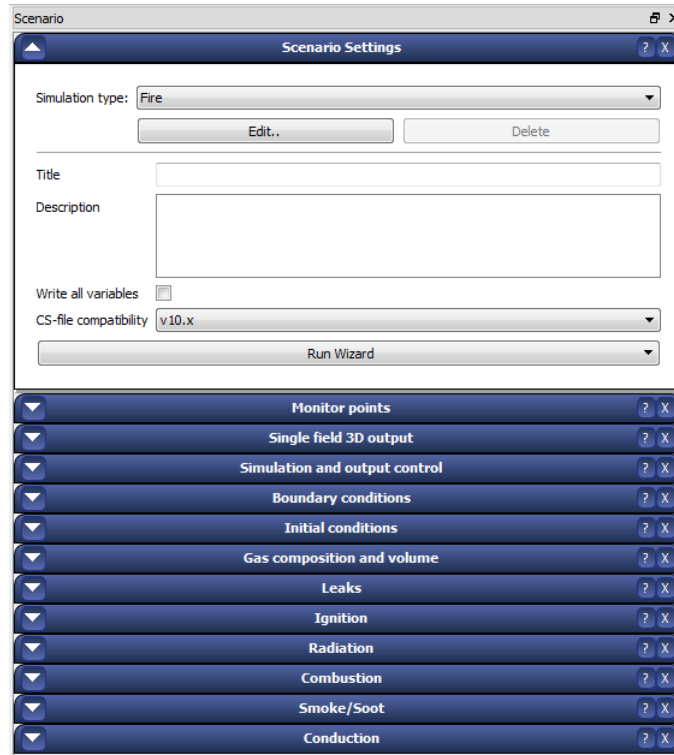 Scenario
Scenario Settings ? X
Simulation type: Fire
Edit.. Delete
Title
Description
Write all variables
CS-file compatibility v10.x
Run Wizard
Monitor points ? X
Single field 3D output ? X
Simulation and output control ? X
Boundary conditions ? X
Initial conditions ? X
Gas composition and volume ? X
Leaks ? X
Ignition ? X
Radiation ? X
Combustion ? X
Smoke/Soot ? X
Conduction ? X